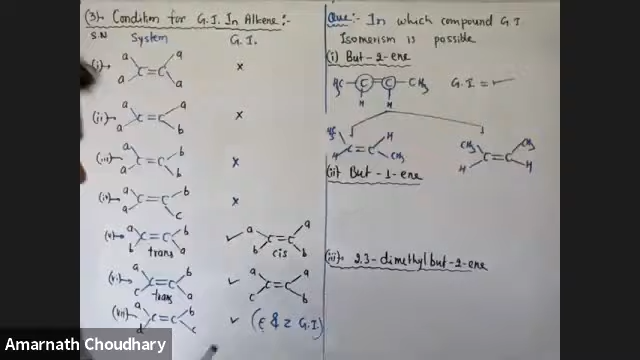 (3). Condition for G.I. In Alkene:-
S.N System G.I.
(i)→ a a C=C a a ×
(ii)→ a a C=C a b ×
(iii)→ a a C=C b b ×
(iv)→ a a C=C b c ×
(v)→ a b C=C b a trans ✓ a b C=C a b cis
(vi)→ a c C=C b a trans ✓ a c C=C a b
(vii)→ a d C=C b c ✓ (E & Z G.I.)
Que:- In which compound G.I
Isomerism is possible
(i) But-2-ene
H3C-C=C-CH3 G.I = ✓
H H
H3C H C=C H CH3
CH3 H C=C CH3 H
(ii) But-1-ene
(iii)- 2,3-dimethylbut-2-ene
Amarnath Choudhary